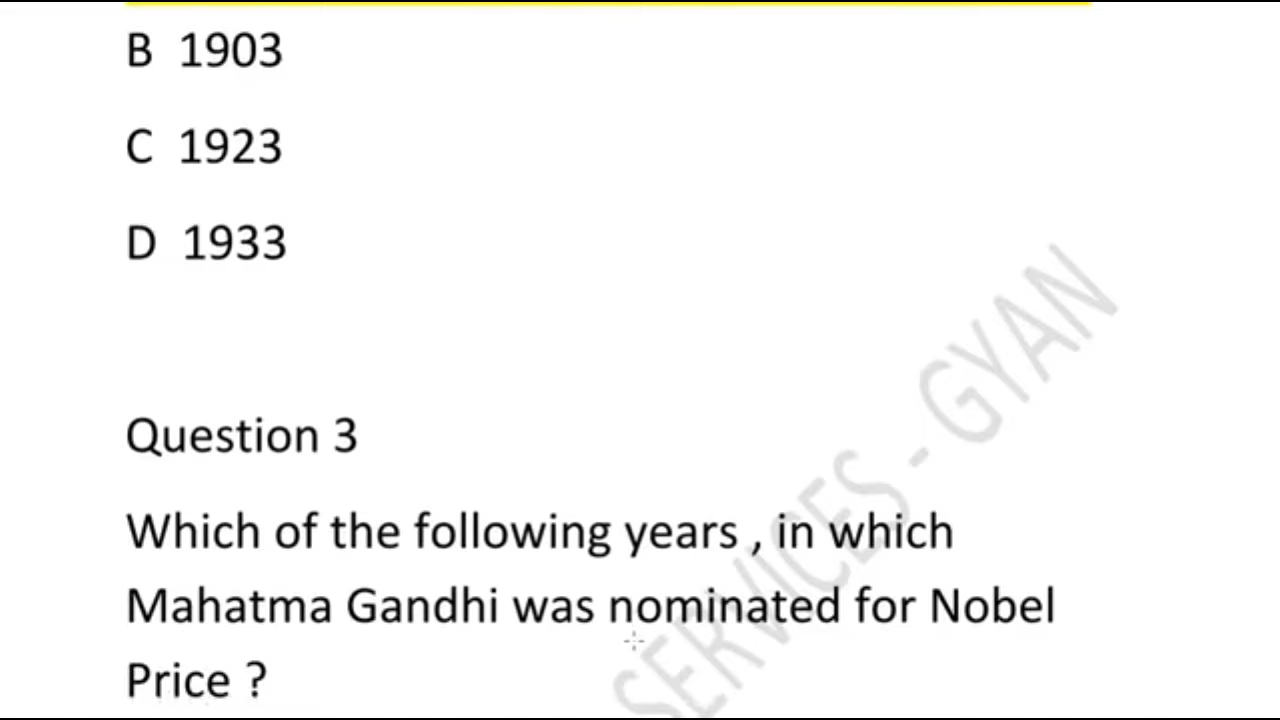 B 1903
C 1923
D 1933
Question 3
Which of the following years , in which
Mahatma Gandhi was nominated for Nobel
Price ?
SERVICES - GYAN